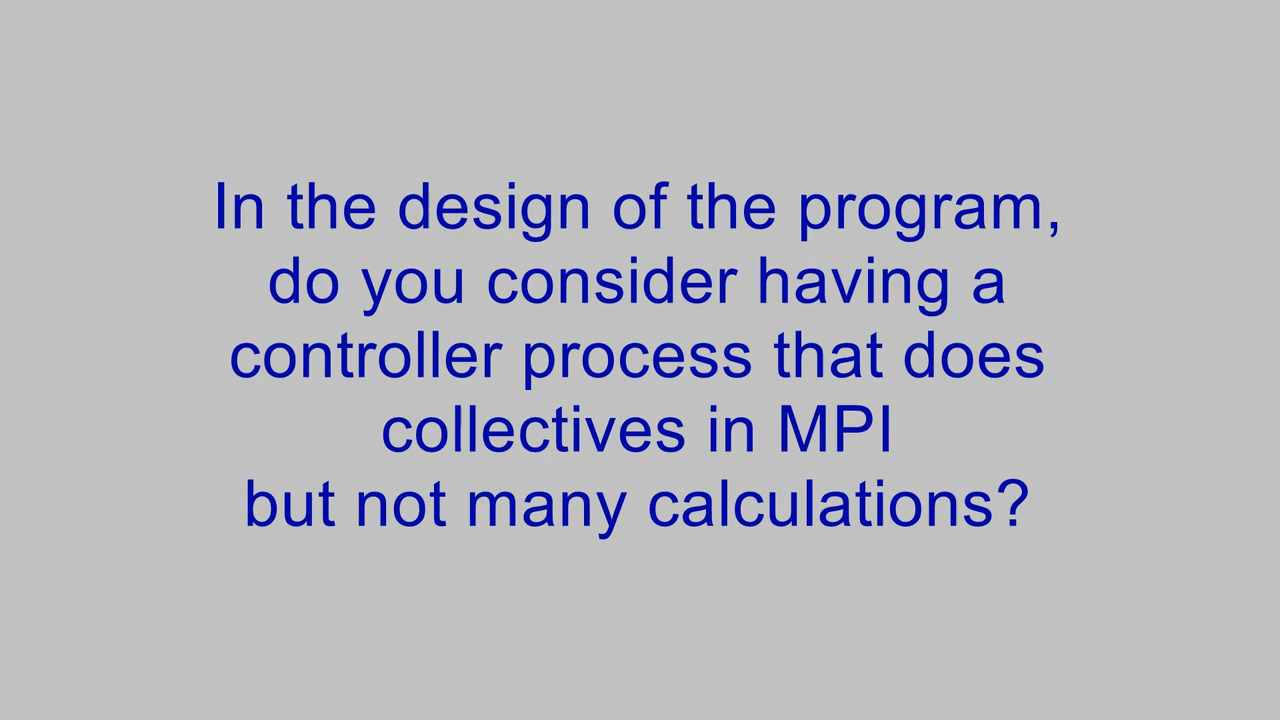 In the design of the program,
do you consider having a
controller process that does
collectives in MPI
but not many calculations?